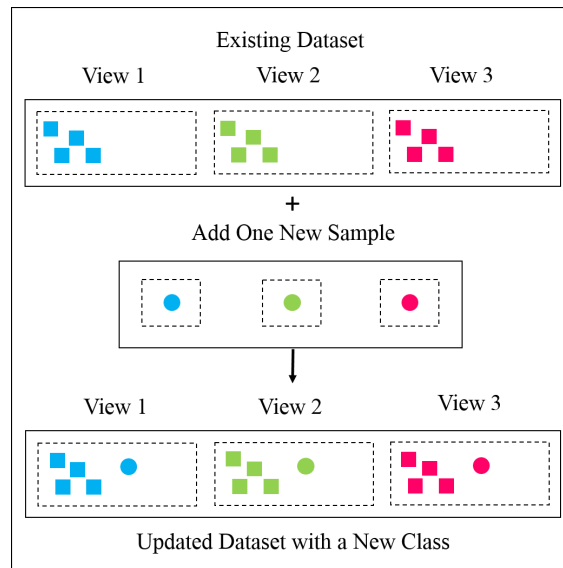 Existing Dataset
View 1 View 2 View 3
+
Add One New Sample
View 1 View 2 View 3
Updated Dataset with a New Class